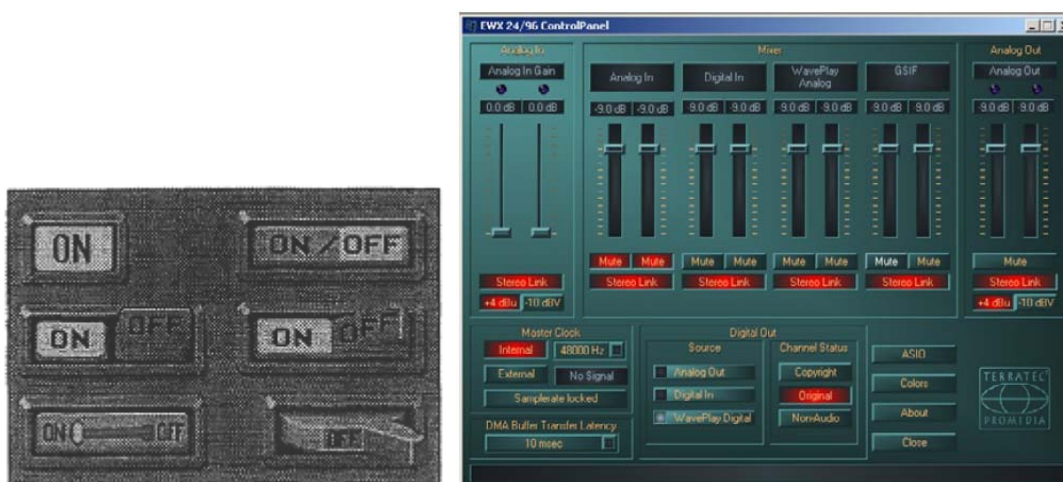 ON
ON/OFF
ON OFF
ON OFF
ON OFF
OFF
EWX 24/96 ControlPanel
Analog In
Mixer
Analog Out
Analog In Gain
Analog In
Digital In
WavePlay
Analog
GSIF
Analog Out
0.0 dB 0.0 dB
-9.0 dB -9.0 dB
-9.0 dB -9.0 dB
-9.0 dB -9.0 dB
-9.0 dB -9.0 dB
-9.0 dB -9.0 dB
Mute Mute
Mute Mute
Mute Mute
Mute Mute
Mute
Stereo Link
Stereo Link
Stereo Link
Stereo Link
Stereo Link
Stereo Link
+4 dBu -10 dBV
+4 dBu -10 dBV
Master Clock
Internal 48000 Hz
External No Signal
Samplerate locked
DMA Buffer Transfer Latency
10 msec
Digital Out
Source
Analog Out
Digital In
WavePlay Digital
Channel Status
Copyright
Original
Non-Audio
ASIO
Colors
About
Close
TERRATEC
PROMEDIA